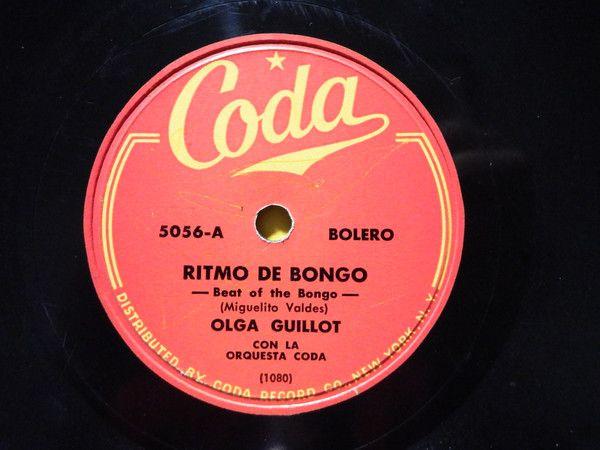 Coda
5056-A
BOLERO
RITMO DE BONGO
— Beat of the Bongo —
(Miguelito Valdes)
OLGA GUILLOT
CON LA
ORQUESTA CODA
(1080)
DISTRIBUTED BY CODA RECORD CO., NEW YORK, N. Y.